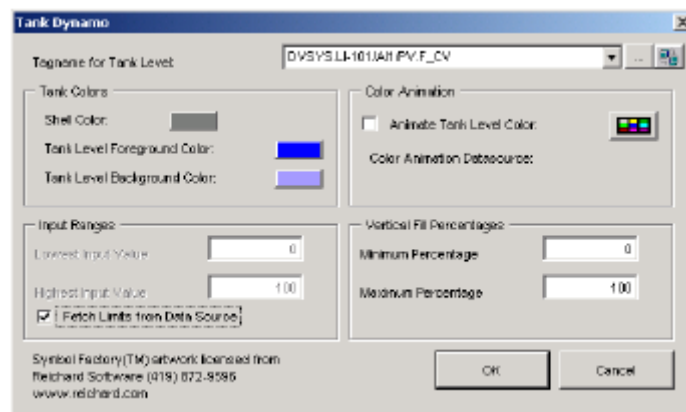 Tank Dynamo
Tagname for Tank Level: DVSYS.LI-101/AI1/PV.F_CV ...
Tank Colors
Shell Color:
Tank Level Foreground Color:
Tank Level Background Color:
Color Animation
Animate Tank Level Color:
Color Animation Datasource:
Input Ranges
Lowest Input Value 0
Highest Input Value 100
Fetch Limits from Data Source
Vertical Fill Percentages
Minimum Percentage 0
Maximum Percentage 100
Symbol Factory(TM) artwork licensed from
Reichard Software (419) 872-9596
www.reichard.com
OK
Cancel